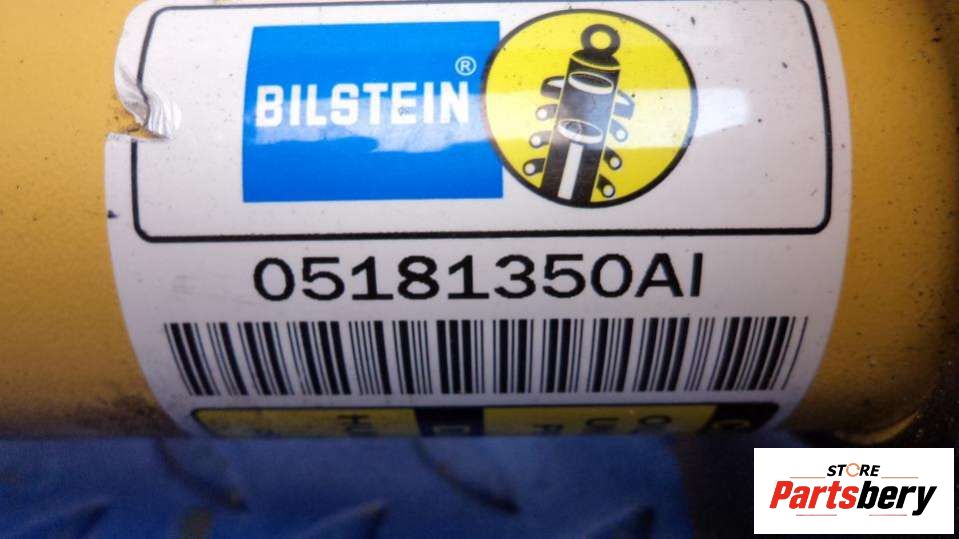 BILSTEIN®
05181350AI
STORE
Partsbery